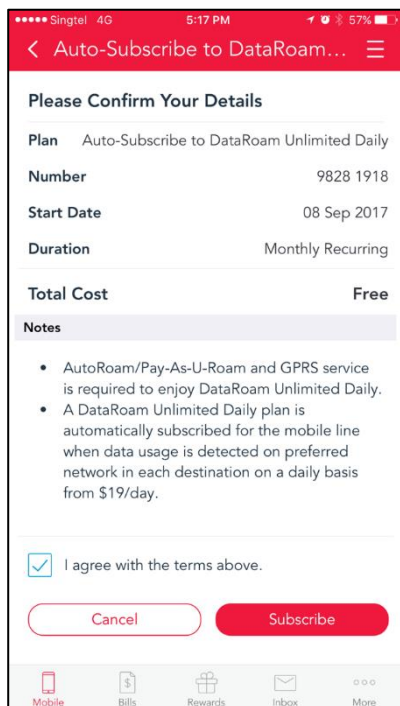 Singtel 4G 5:17 PM 57%
Auto-Subscribe to DataRoam...
Please Confirm Your Details
Plan Auto-Subscribe to DataRoam Unlimited Daily
Number 9828 1918
Start Date 08 Sep 2017
Duration Monthly Recurring
Total Cost Free
Notes
• AutoRoam/Pay-As-U-Roam and GPRS service
is required to enjoy DataRoam Unlimited Daily.
• A DataRoam Unlimited Daily plan is
automatically subscribed for the mobile line
when data usage is detected on preferred
network in each destination on a daily basis
from $19/day.
I agree with the terms above.
Cancel Subscribe
$
Mobile Bills Rewards Inbox More